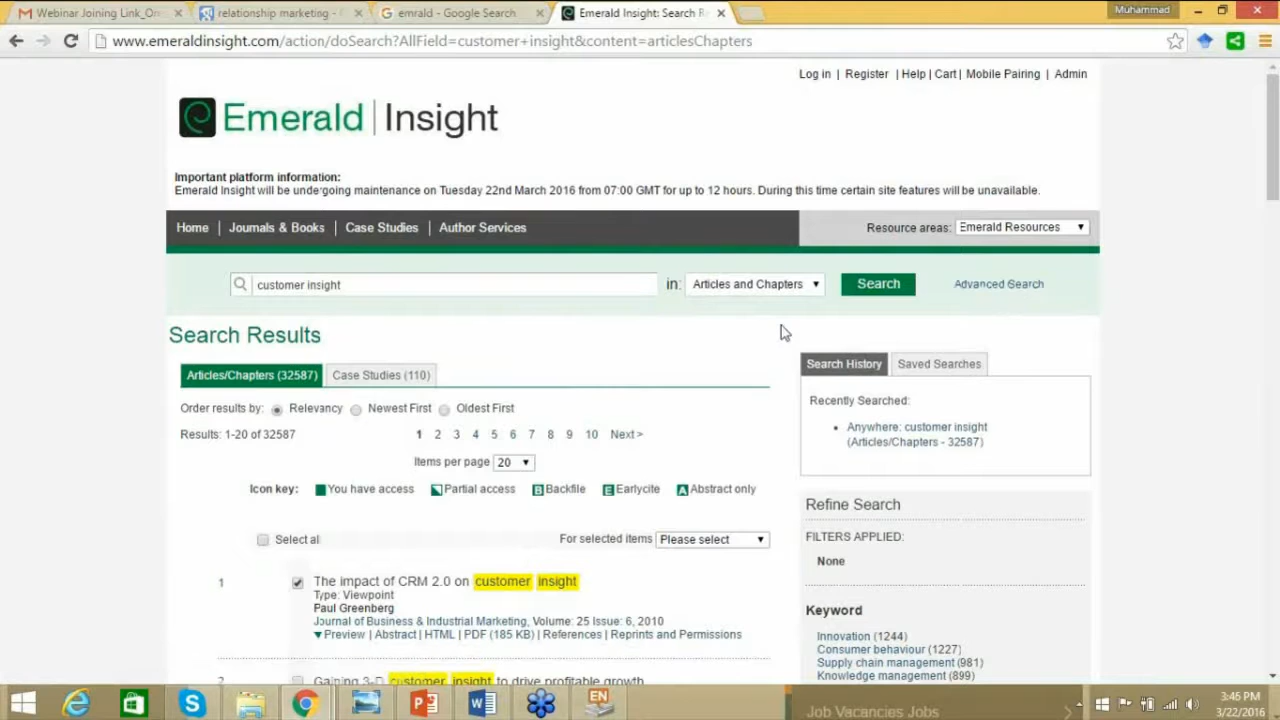 Webinar Joining Link_On
relationship marketing -
emrald - Google Search
Emerald Insight: Search R
Muhammad
www.emeraldinsight.com/action/doSearch?AllField=customer+insight&content=articlesChapters
Log in | Register | Help | Cart | Mobile Pairing | Admin
Emerald Insight
Important platform information:
Emerald Insight will be undergoing maintenance on Tuesday 22nd March 2016 from 07:00 GMT for up to 12 hours. During this time certain site features will be unavailable.
Home | Journals & Books | Case Studies | Author Services
Resource areas: Emerald Resources
customer insight in: Articles and Chapters Search Advanced Search
Search Results
Articles/Chapters (32587) Case Studies (110)
Search History Saved Searches
Order results by: Relevancy Newest First Oldest First
Recently Searched:
Results: 1-20 of 32587 1 2 3 4 5 6 7 8 9 10 Next >
Anywhere: customer insight
(Articles/Chapters - 32587)
Items per page 20
Icon key: You have access Partial access B Backfile E Earlycite A Abstract only
Refine Search
FILTERS APPLIED:
None
Select al
For selected items Please select
1 The impact of CRM 2.0 on customer insight
Type: Viewpoint
Paul Greenberg
Journal of Business & Industrial Marketing, Volume: 25 Issue: 6, 2010
Preview | Abstract | HTML | PDF (185 KB) | References | Reprints and Permissions
2 Gaining 3-D customer insight to drive profitable growth
Keyword
Innovation (1244)
Consumer behaviour (1227)
Supply chain management (981)
Knowledge management (899)
EN
Job Vacancies Jobs
3:46 PM
3/22/2016